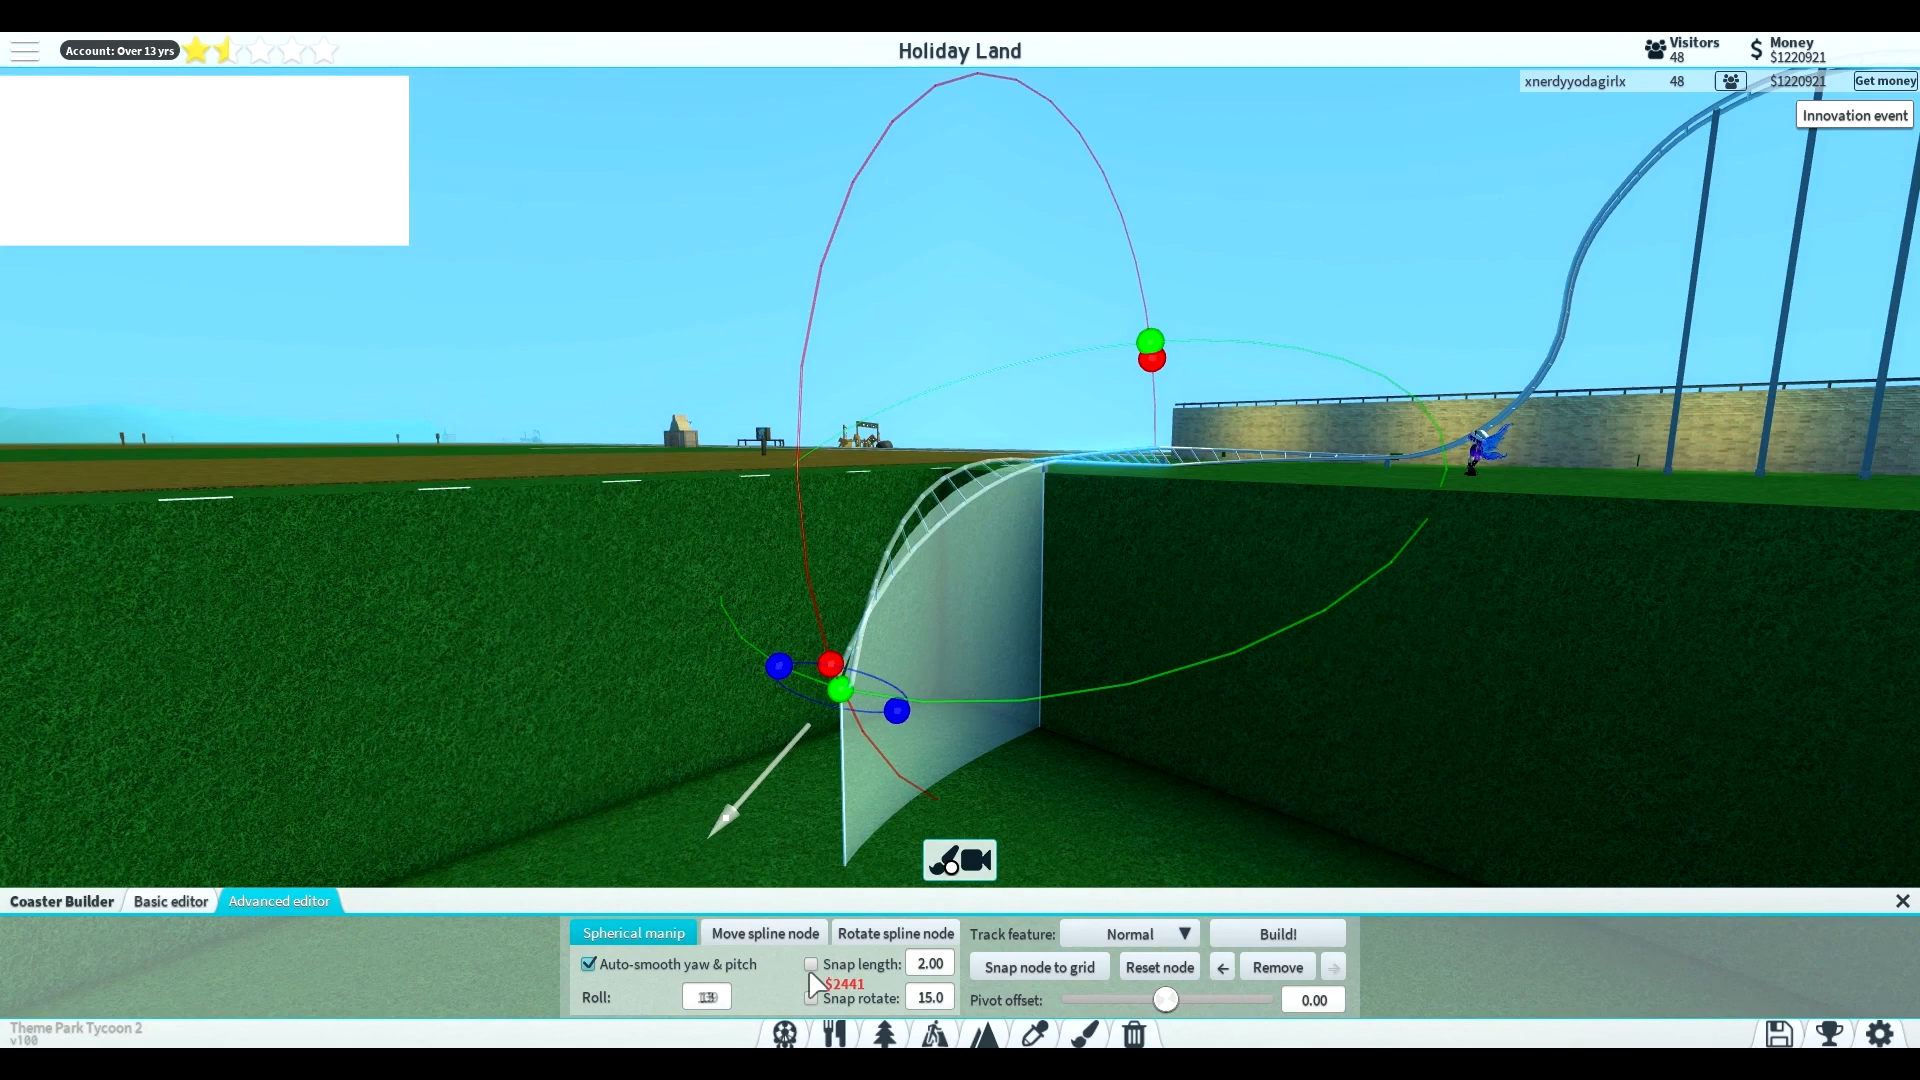 Account: Over 13 yrs
Holiday Land
Visitors
48
Money
$1220921
xnerdyyodagirlx 48 $1220921 Get money
Innovation event
Coaster Builder Basic editor Advanced editor
Spherical manip Move spline node Rotate spline node Track feature: Normal Build!
Auto-smooth yaw & pitch Snap length: 2.00 Snap node to grid Reset node Remove
$2441
Roll: Snap rotate: 15.0 Pivot offset: 0.00
Theme Park Tycoon 2
v100